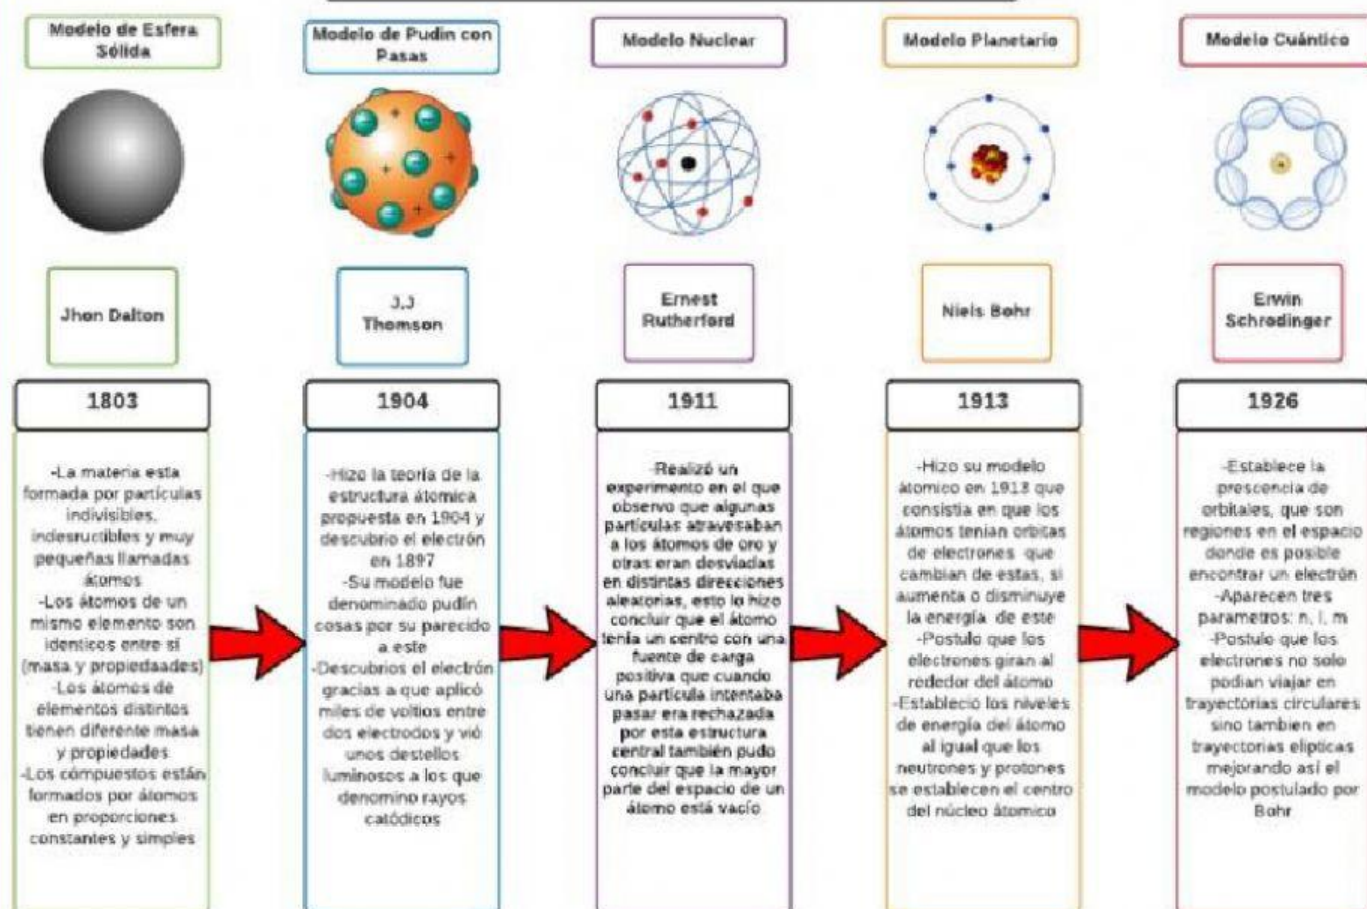 Modelo de Esfera
Sólida
Modelo de Pudin con
Pasas
Modelo Nuclear
Modelo Planetario
Modelo Cuántico
Jhon Dalton
J.J
Thomson
Ernest
Rutherford
Niels Bohr
Erwin
Schrodinger
1803
1904
1911
1913
1926
-La materia esta
formada por partículas
indivisibles,
indesructibles y muy
pequeñas llamadas
átomos
-Los átomos de un
mismo elemento son
identicos entre sí
(masa y propiedaades)
-Los átomos de
elementos distintos
tienen diferente masa
y propiedades
-Los cómpuestos están
formados por átomos
en proporciones
constantes y simples
-Hizo la teoría de la
estructura átomica
propuesta en 1904 y
descubrio el electrón
en 1897
-Su modelo fue
denominado pudín
cosas por su parecido
a este
-Descubrios el electrón
gracias a que aplicó
miles de voltios entre
dos electrodos y vió
unos destellos
luminosos a los que
denomino rayos
catódicos
-Realizó un
experimento en el que
observo que algunas
partículas atravesaban
a los átomos de oro y
otras eran desviadas
en distintas direcciones
aleatorias, esto lo hizo
concluir que el átomo
tenía un centro con una
fuente de carga
positiva que cuando
una partícula intentaba
pasar era rechazada
por esta estructura
central también pudo
concluir que la mayor
parte del espacio de un
átomo está vacío
-Hizo su modelo
átomico en 1913 que
consistia en que los
átomos tenían orbitas
de electrones que
cambian de estas, si
aumenta o disminuye
la energía de este
-Postulo que los
eléctrones giran al
rededor del átomo
-Estableció los niveles
de energía del átomo
al igual que los
neutrones y protones
se establecen el centro
del núcleo átomico
-Establece la
prescencia de
orbitales, que son
regiones en el espacio
donde es posible
encontrar un electrón
-Aparecen tres
parametros: n, l, m
-Postulo que los
electrones no solo
podian viajar en
trayectorias circulares
sino tambien en
trayectorias elipticas
mejorando así el
modelo postulado por
Bohr